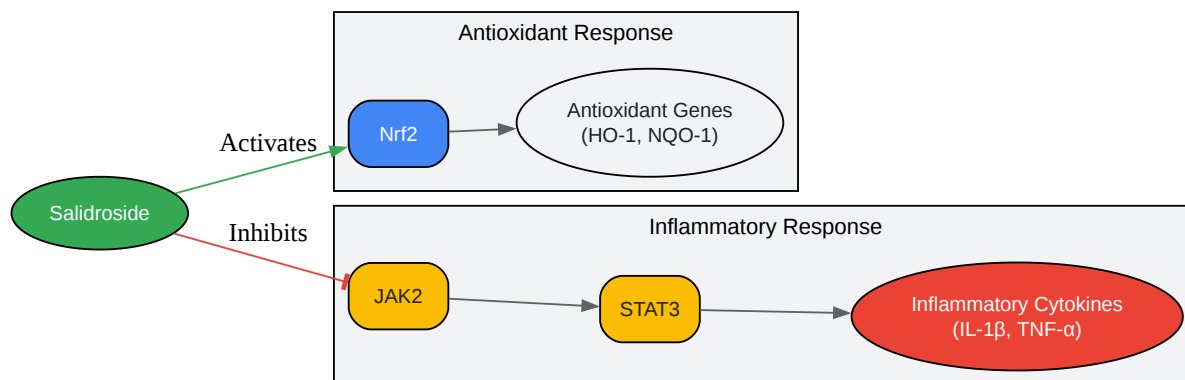 Antioxidant Response
Antioxidant Genes
(HO-1, NQO-1)
Nrf2
Activates
Salidroside
Inhibits
Inflammatory Response
JAK2
STAT3
Inflammatory Cytokines
(IL-1β, TNF-α)